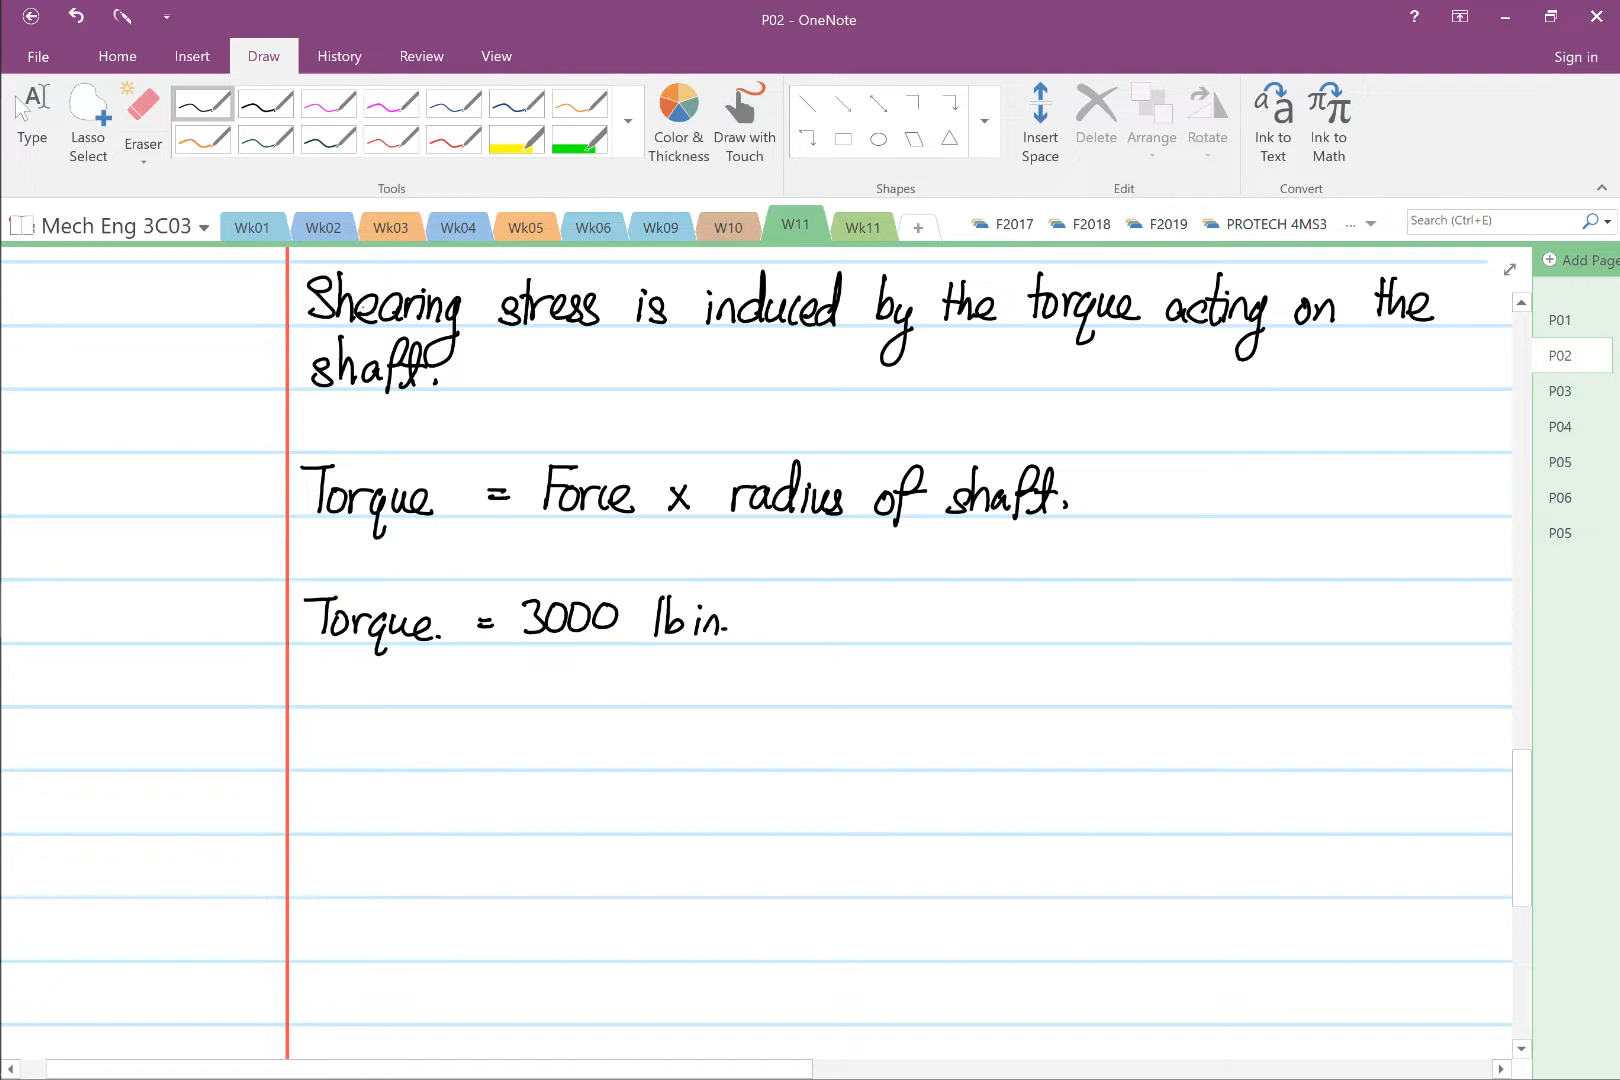 P02 - OneNote
?
File Home Insert Draw History Review View Sign in
Type
Lasso Select
Eraser
Color & Thickness
Draw with Touch
Insert Space
Delete
Arrange
Rotate
Ink to Text
Ink to Math
Tools Shapes Edit Convert
Mech Eng 3C03 Wk01 Wk02 Wk03 Wk04 Wk05 Wk06 Wk09 W10 W11 Wk11 + F2017 F2018 F2019 PROTECH 4MS3 ... Search (Ctrl+E)
Add Page
P01
P02
P03
P04
P05
P06
P05
Shearing stress is induced by the torque acting on the
shaft.
Torque = Force x radius of shaft.
Torque. = 3000 lb in.